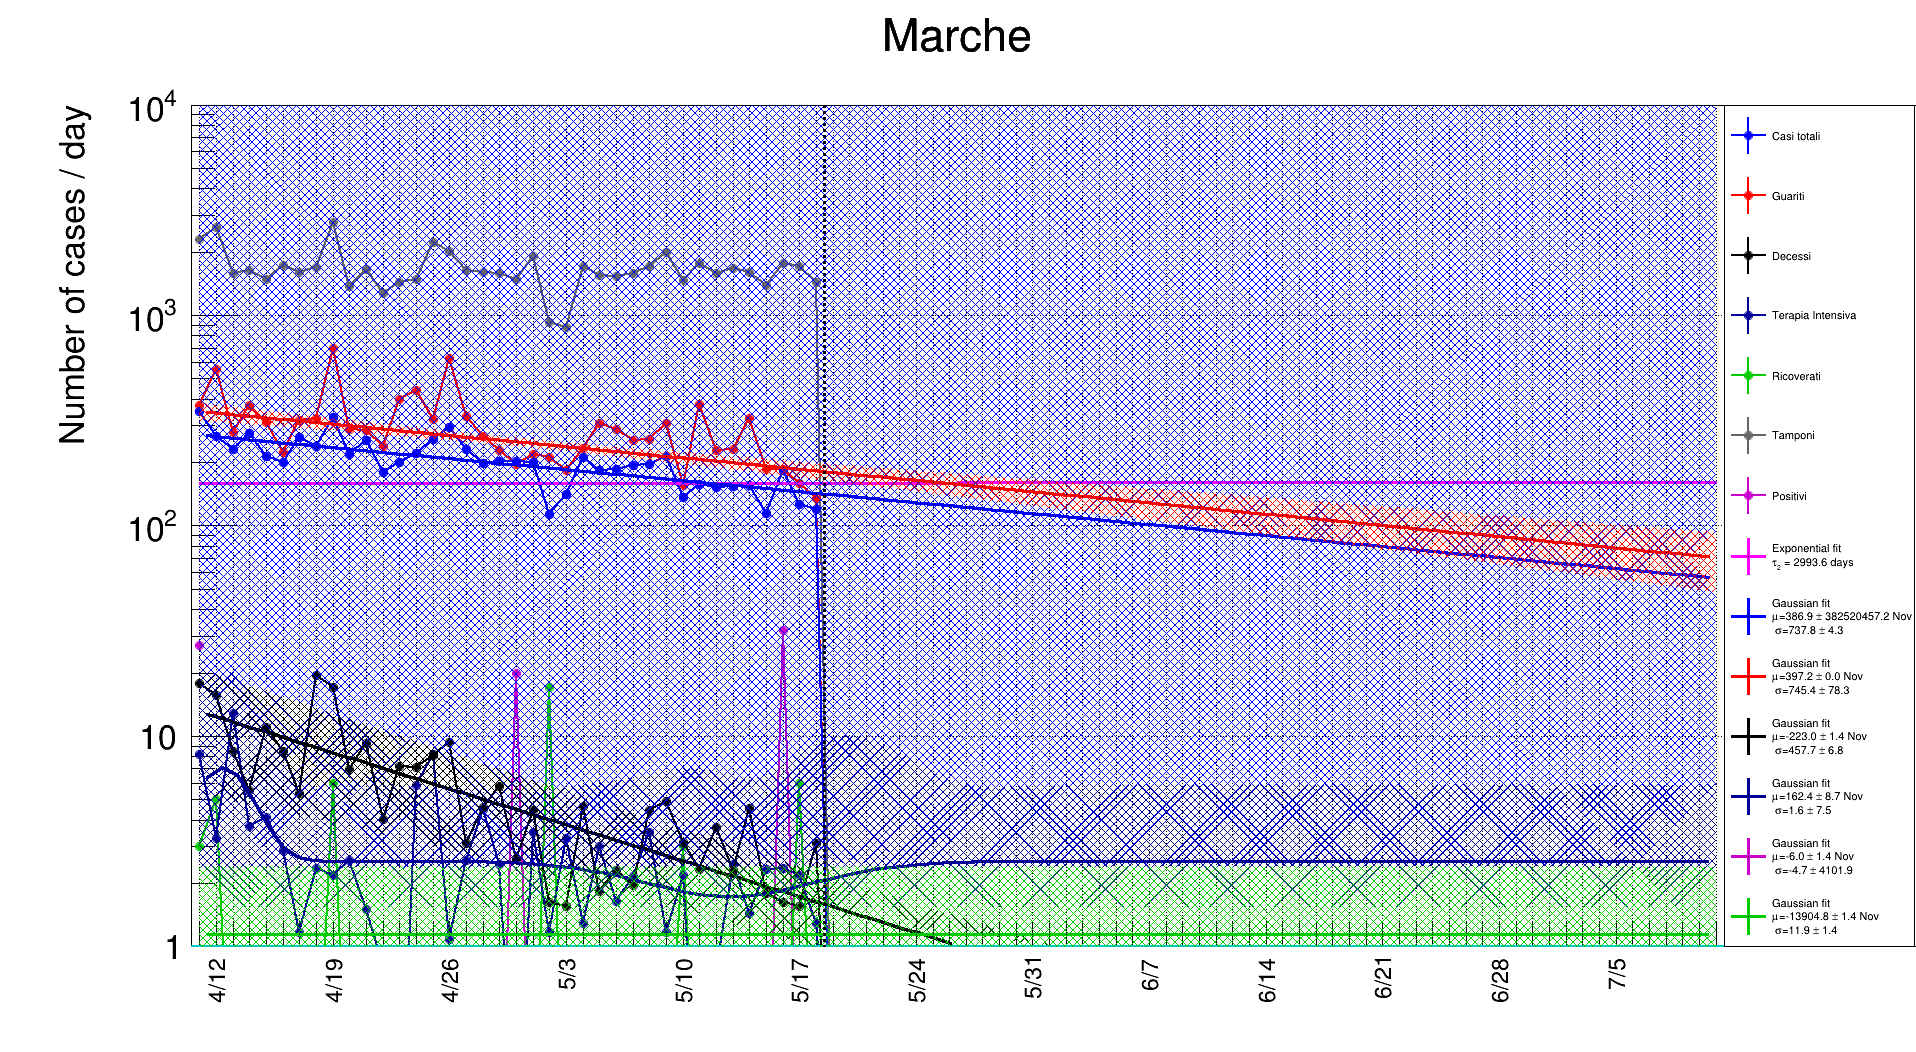 Marche
Number of cases / day
10⁴
10³
10²
10
1
4/12
4/19
4/26
5/3
5/10
5/17
5/24
5/31
6/7
6/14
6/21
6/28
7/5
Casi totali
Guariti
Decessi
Terapia Intensiva
Ricoverati
Tamponi
Positivi
Exponential fit
τ₂ = 2993.6 days
Gaussian fit
μ=386.9 ± 382520457.2 Nov
σ=737.8 ± 4.3
Gaussian fit
μ=397.2 ± 0.0 Nov
σ=745.4 ± 78.3
Gaussian fit
μ=-223.0 ± 1.4 Nov
σ=457.7 ± 6.8
Gaussian fit
μ=162.4 ± 8.7 Nov
σ=1.6 ± 7.5
Gaussian fit
μ=-6.0 ± 1.4 Nov
σ=-4.7 ± 4101.9
Gaussian fit
μ=-13904.8 ± 1.4 Nov
σ=11.9 ± 1.4